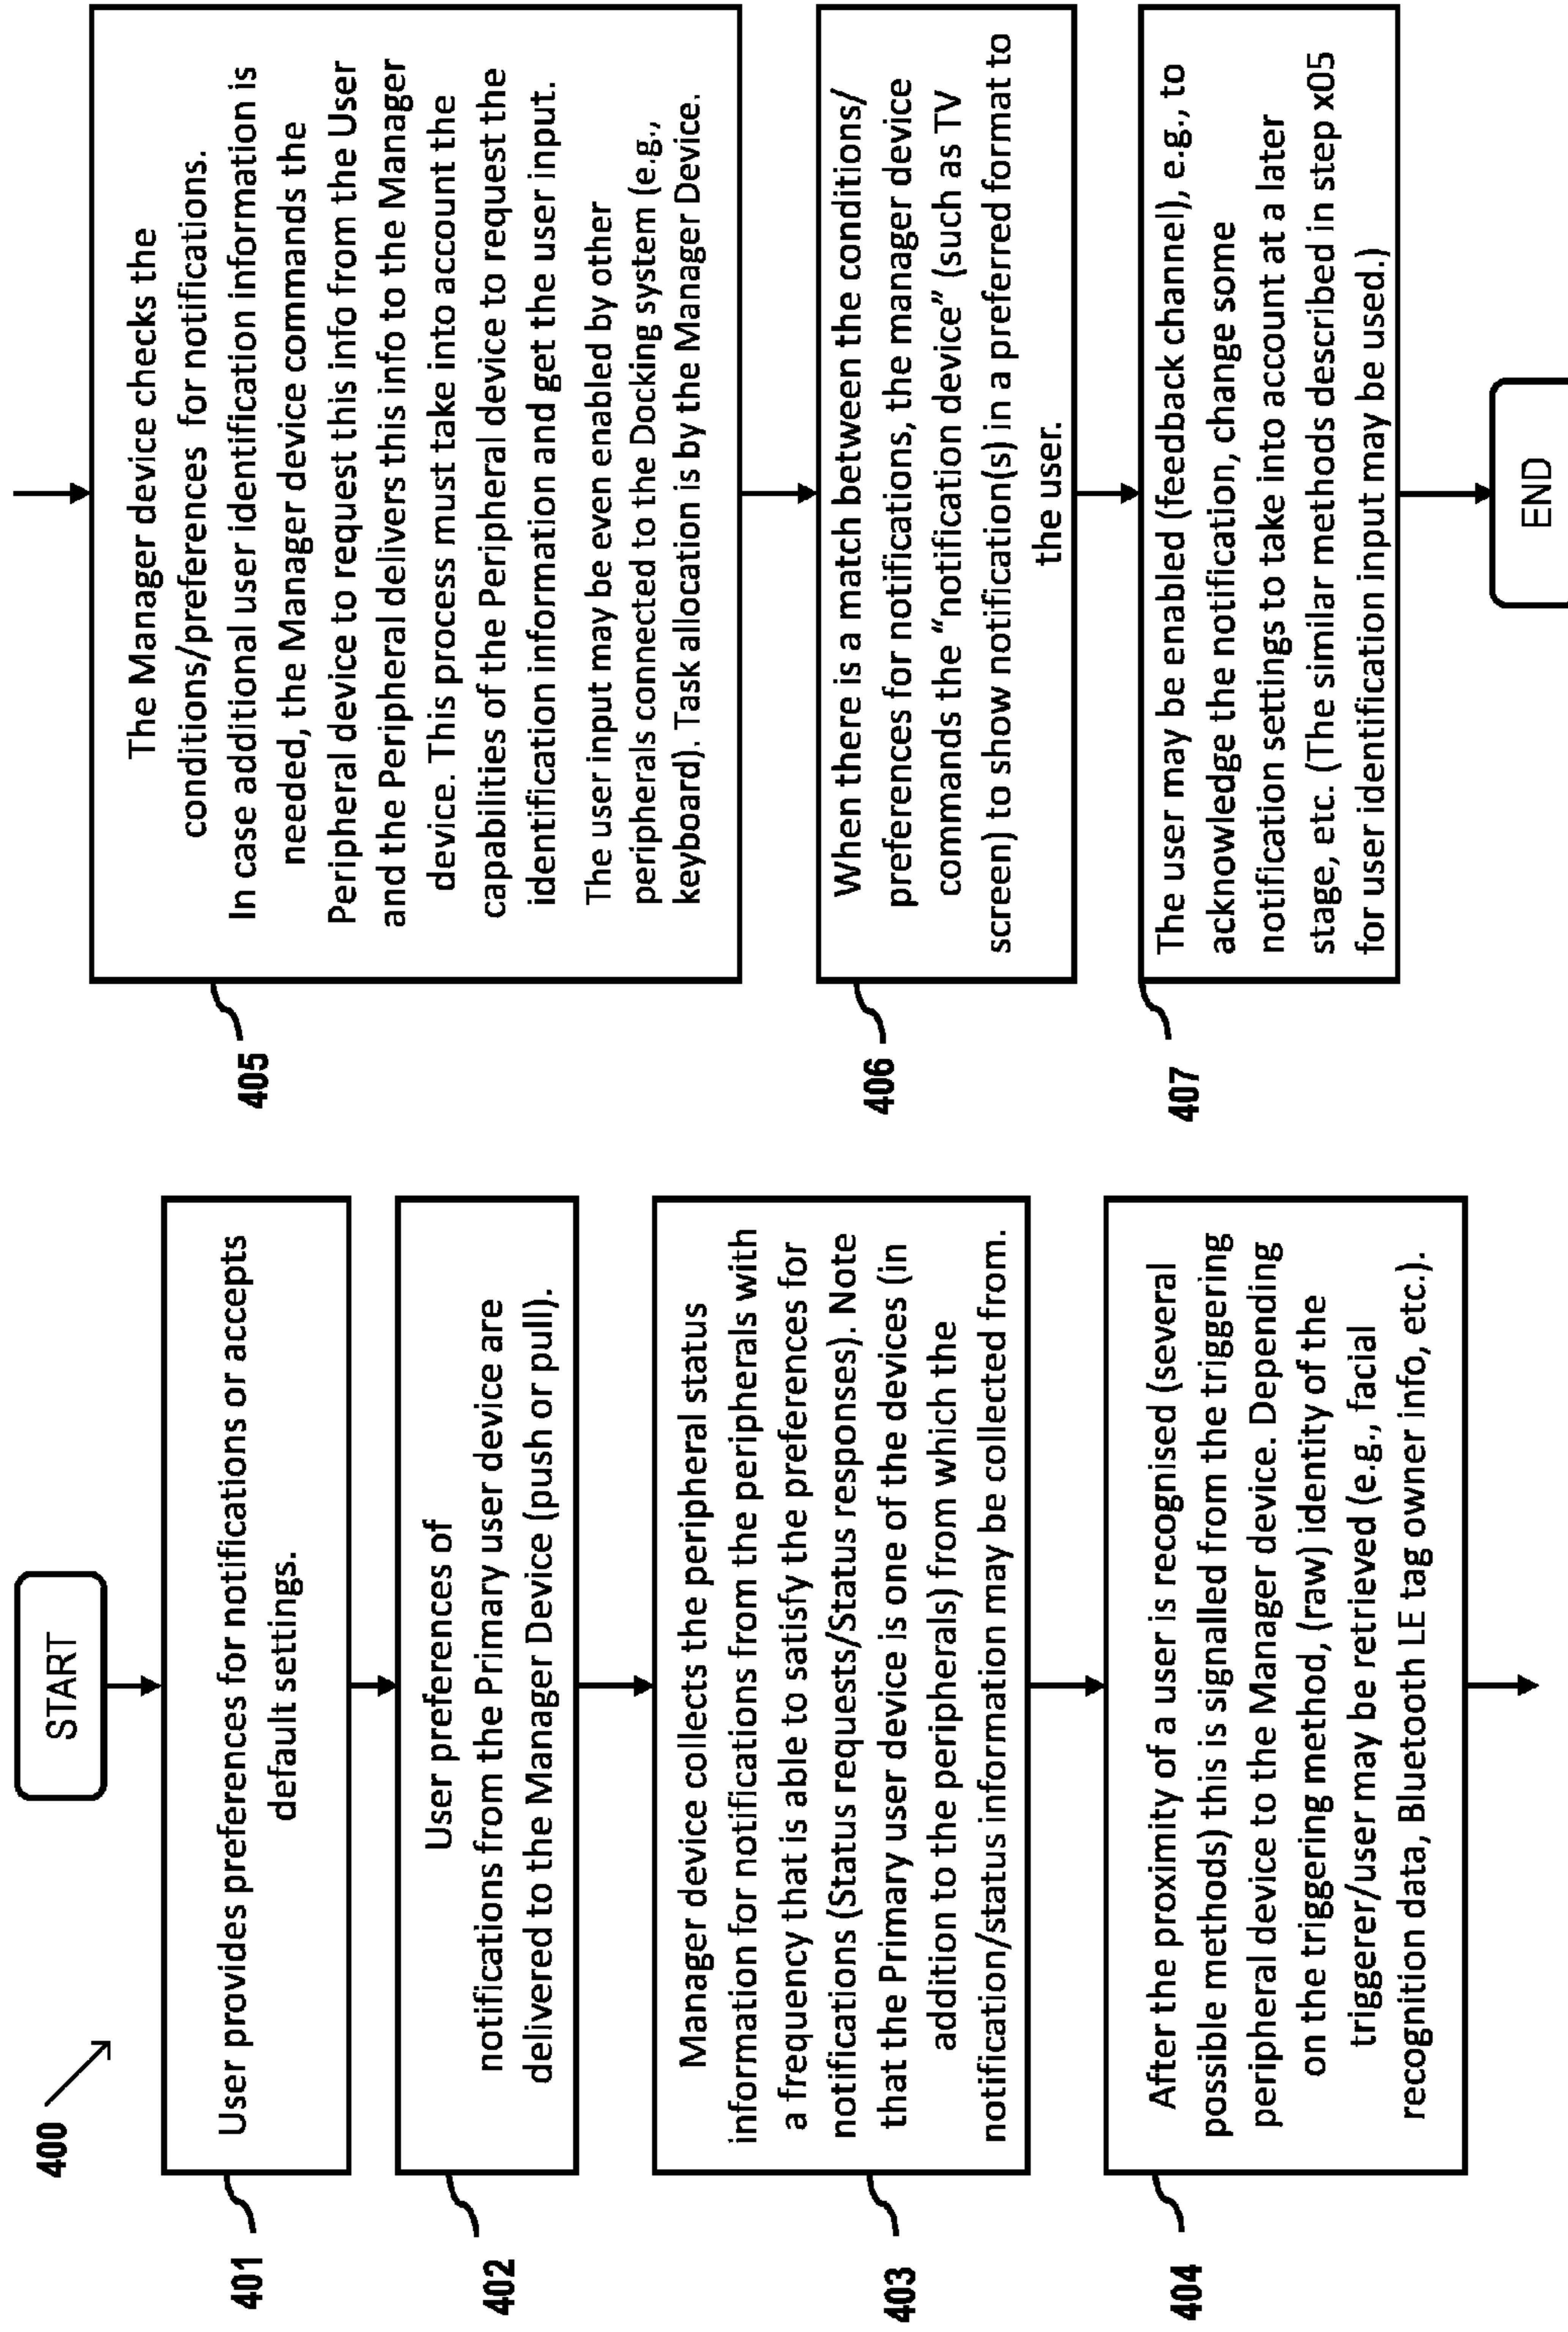 400
START
401
User provides preferences for notifications or accepts
default settings.
402
User preferences of
notifications from the Primary user device are
delivered to the Manager Device (push or pull).
403
Manager device collects the peripheral status
information for notifications from the peripherals with
a frequency that is able to satisfy the preferences for
notifications (Status requests/Status responses). Note
that the Primary user device is one of the devices (in
addition to the peripherals) from which the
notification/status information may be collected from.
404
After the proximity of a user is recognised (several
possible methods) this is signalled from the triggering
peripheral device to the Manager device. Depending
on the triggering method, (raw) identity of the
triggerer/user may be retrieved (e.g., facial
recognition data, Bluetooth LE tag owner info, etc.).
405
The Manager device checks the
conditions/preferences for notifications.
In case additional user identification information is
needed, the Manager device commands the
Peripheral device to request this info from the User
and the Peripheral delivers this info to the Manager
device. This process must take into account the
capabilities of the Peripheral device to request the
identification information and get the user input.
The user input may be even enabled by other
peripherals connected to the Docking system (e.g.,
keyboard). Task allocation is by the Manager Device.
406
When there is a match between the conditions/
preferences for notifications, the manager device
commands the “notification device” (such as TV
screen) to show notification(s) in a preferred format to
the user.
407
The user may be enabled (feedback channel), e.g., to
acknowledge the notification, change some
notification settings to take into account at a later
stage, etc. (The similar methods described in step x05
for user identification input may be used.)
END